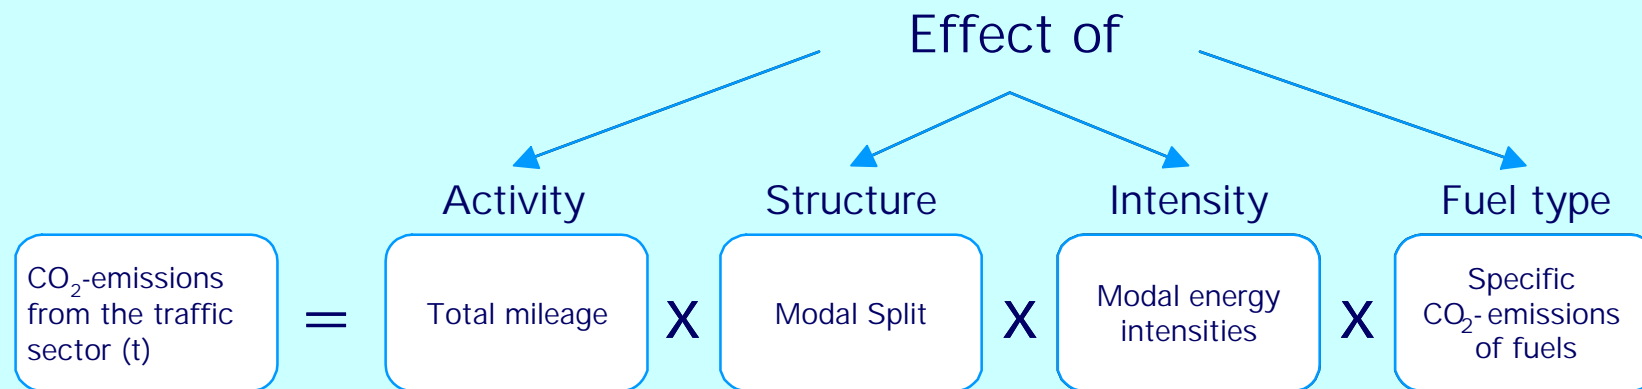 Effect of
Activity
Structure
Intensity
Fuel type
CO₂-emissions
from the traffic
sector (t)
=
Total mileage
x
Modal Split
x
Modal energy
intensities
x
Specific
CO₂-emissions
of fuels